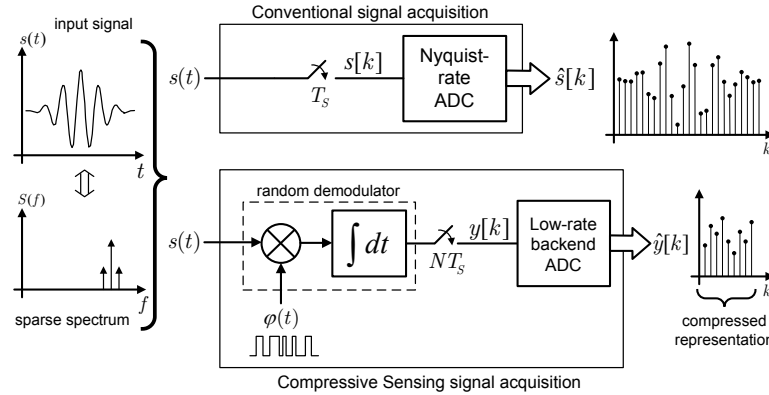 Conventional signal acquisition
input signal
s(t)
t
s(t)
T_S
s[k]
Nyquist-
rate
ADC
ŝ[k]
k
S(f)
f
sparse spectrum
random demodulator
s(t)
∫dt
φ(t)
NT_S
y[k]
Low-rate
backend
ADC
ŷ[k]
k
compressed
representation
Compressive Sensing signal acquisition